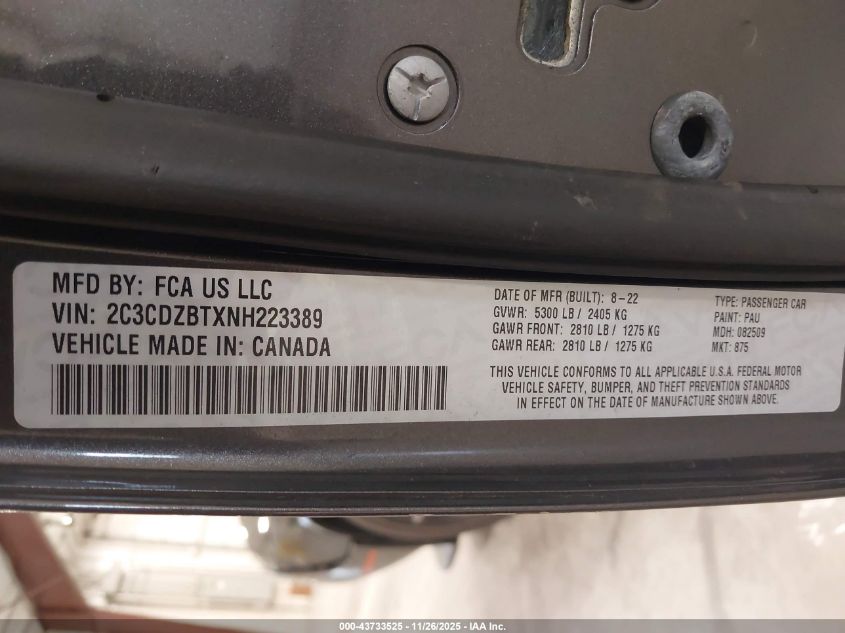 MFD BY: FCA US LLC
VIN: 2C3CDZBTXNH223389
VEHICLE MADE IN: CANADA
DATE OF MFR (BUILT): 8-22
GVWR: 5300 LB / 2405 KG
GAWR FRONT: 2810 LB / 1275 KG
GAWR REAR: 2810 LB / 1275 KG
TYPE: PASSENGER CAR
PAINT: PAU
MDH: 082509
MKT: 875
THIS VEHICLE CONFORMS TO ALL APPLICABLE U.S.A. FEDERAL MOTOR
VEHICLE SAFETY, BUMPER, AND THEFT PREVENTION STANDARDS
IN EFFECT ON THE DATE OF MANUFACTURE SHOWN ABOVE.
000-43733525 - 11/26/2025 - IAA Inc.